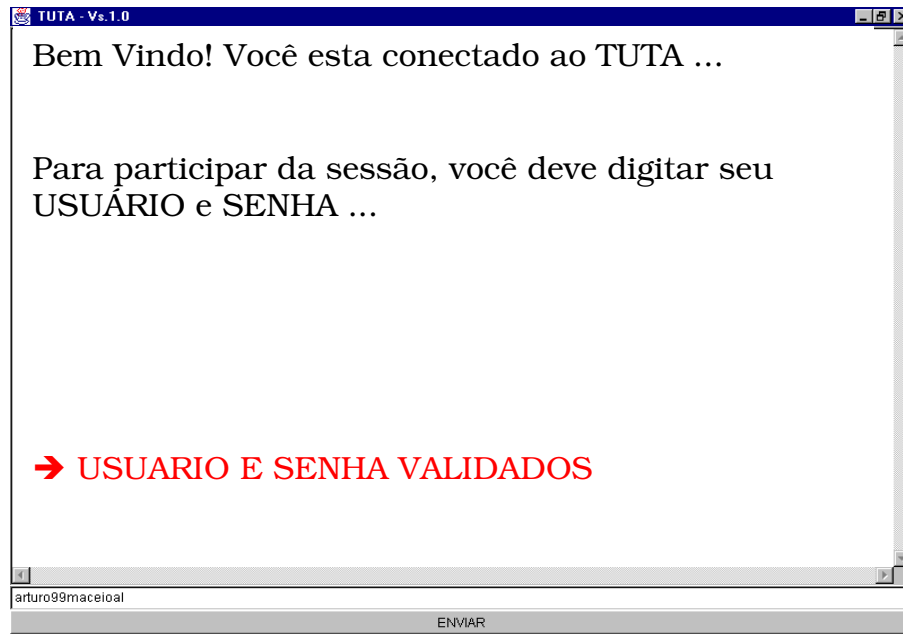 TUTA - Vs.1.0
Bem Vindo! Você esta conectado ao TUTA ...
Para participar da sessão, você deve digitar seu
USUÁRIO e SENHA ...
➔ USUARIO E SENHA VALIDADOS
arturo99maceioal
ENVIAR